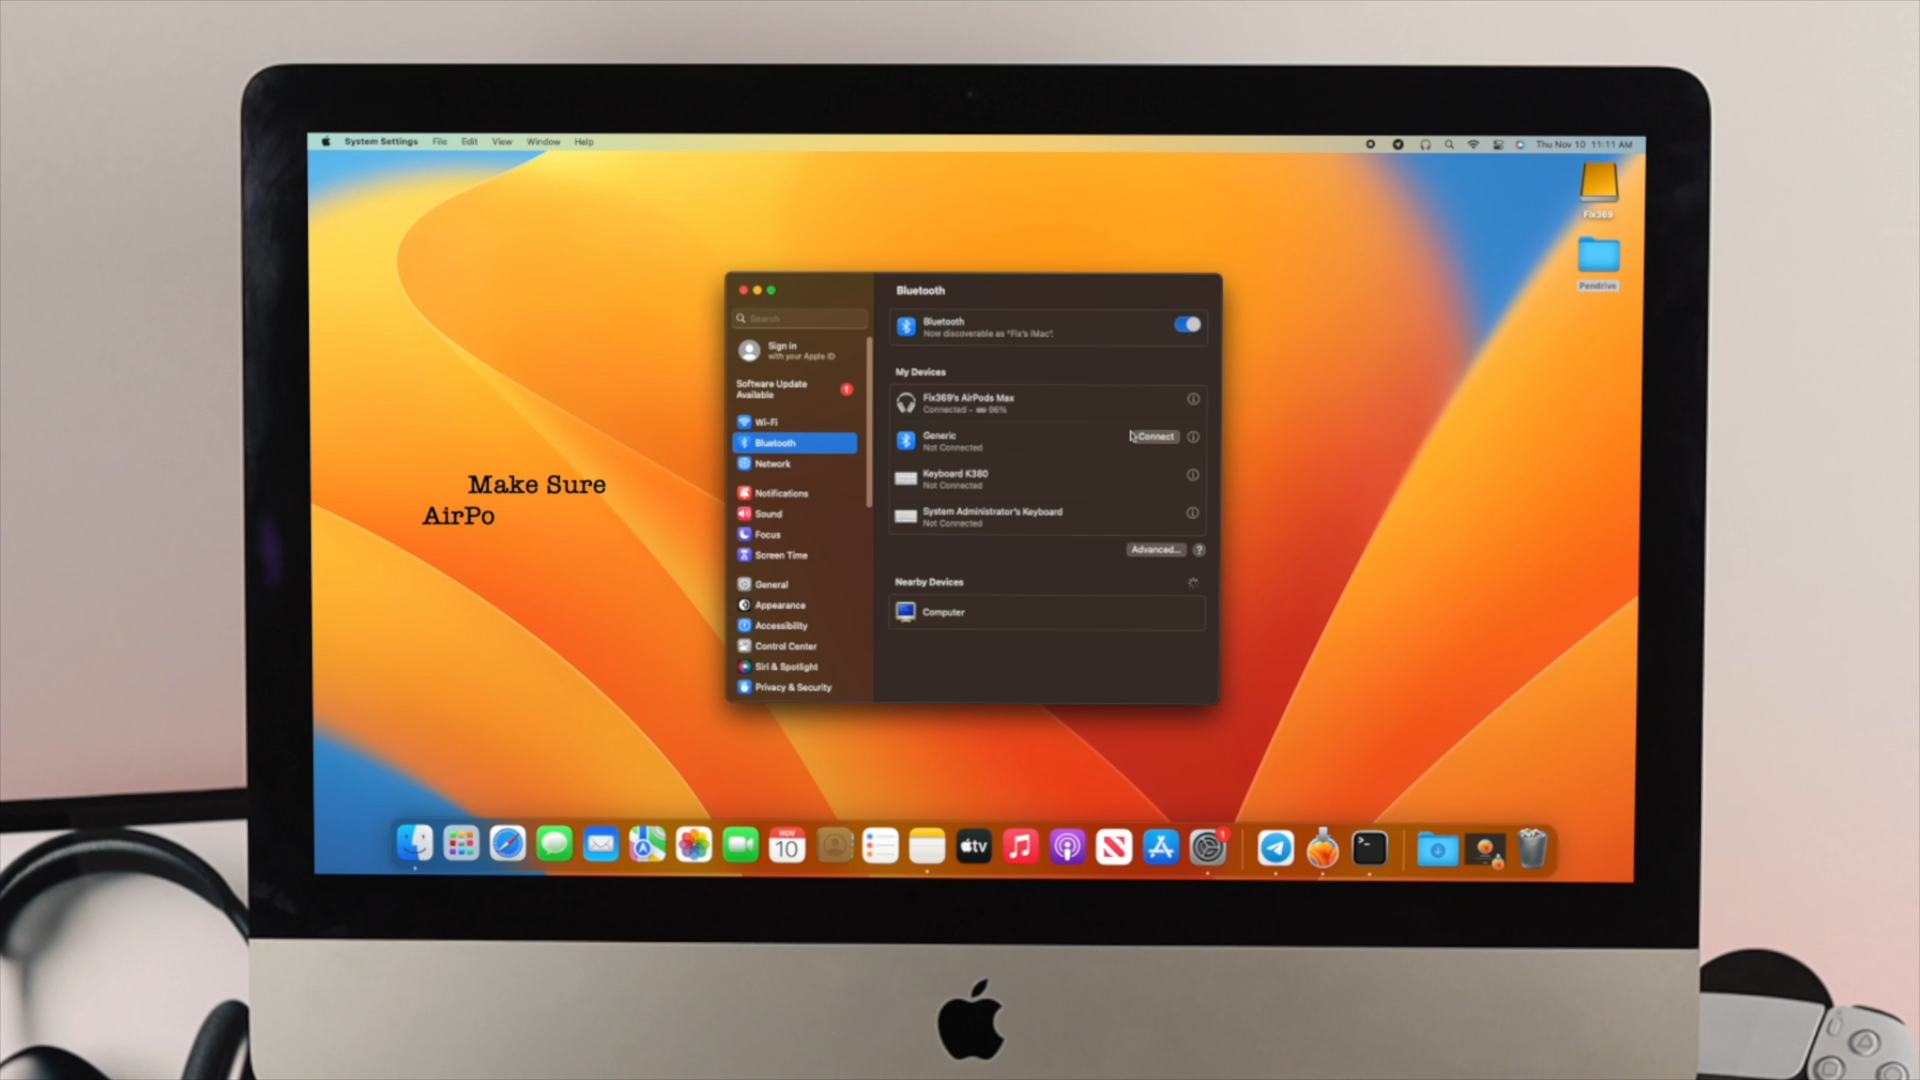 System Settings File Edit View Window Help
Thu Nov 10 11:11 AM
Fix369
Pendrive
Search
Sign in
with your Apple ID
Software Update
Available
1
Wi-Fi
Bluetooth
Network
Notifications
Sound
Focus
Screen Time
General
Appearance
Accessibility
Control Center
Siri & Spotlight
Privacy & Security
Bluetooth
Bluetooth
Now discoverable as "Fix's iMac".
My Devices
Fix369's AirPods Max
Connected - 96%
Generic
Not Connected
Connect
Keyboard K380
Not Connected
System Administrator's Keyboard
Not Connected
Advanced... ?
Nearby Devices
Computer
Make Sure
AirPo
NOV
10
tv
1